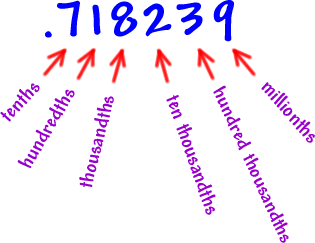 .718239
tenths
hundredths
thousandths
ten thousandths
hundred thousandths
millionths